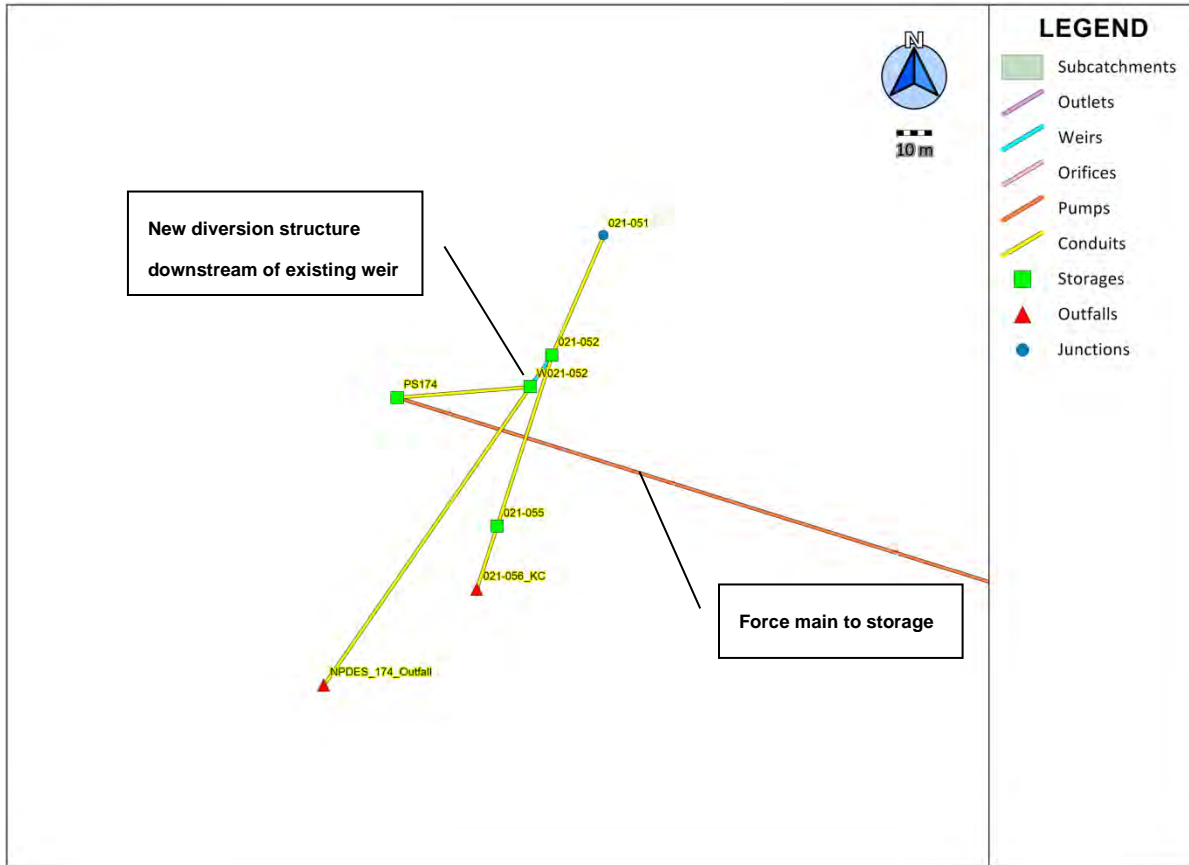 N
10 m
New diversion structure
downstream of existing weir
021-051
021-052
W021-052
PS174
021-055
021-056_KC
Force main to storage
NPDES_174_Outfall
LEGEND
Subcatchments
Outlets
Weirs
Orifices
Pumps
Conduits
Storages
Outfalls
Junctions